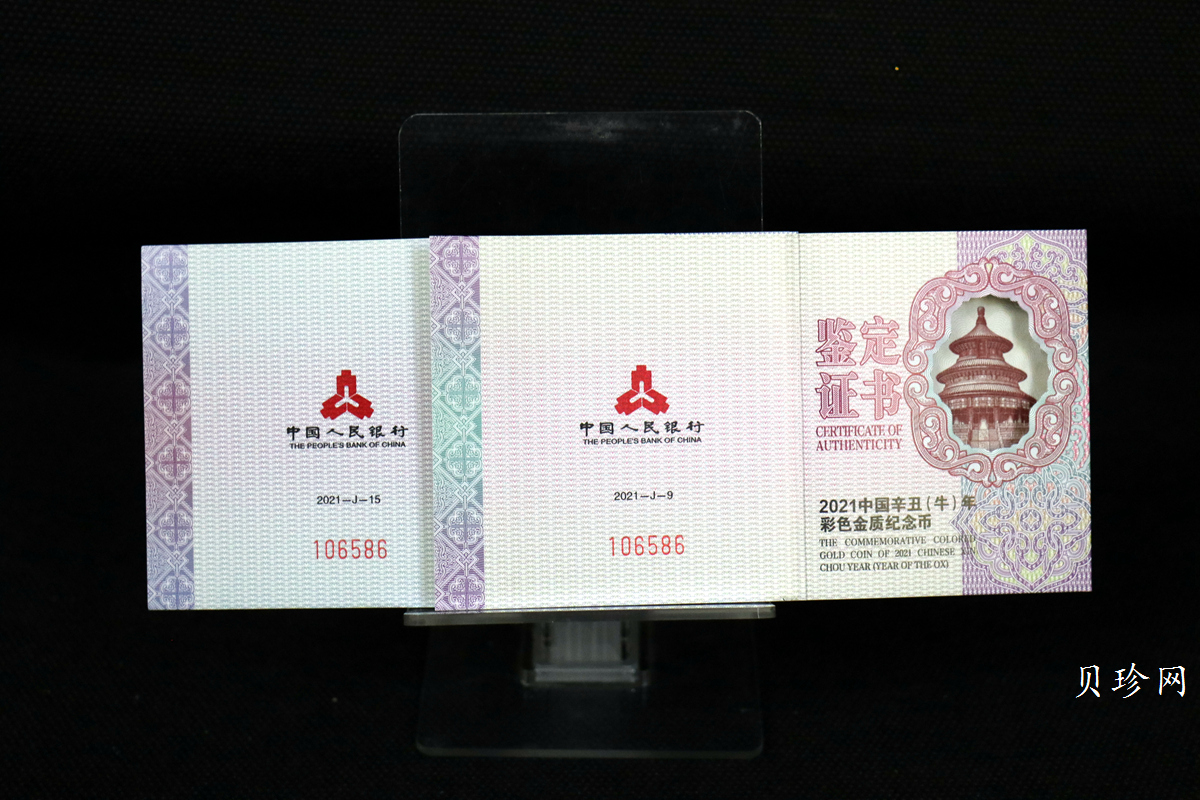 中国人民银行
THE PEOPLE'S BANK OF CHINA
2021—J—15
106586
中国人民银行
THE PEOPLE'S BANK OF CHINA
2021—J—9
106586
鉴定
证书
CERTIFICATE OF
AUTHENTICITY
2021中国辛丑（牛）年
彩色金质纪念币
THE COMMEMORATIVE COLORED
GOLD COIN OF 2021 CHINESE XIN
CHOU YEAR (YEAR OF THE OX)
贝珍网